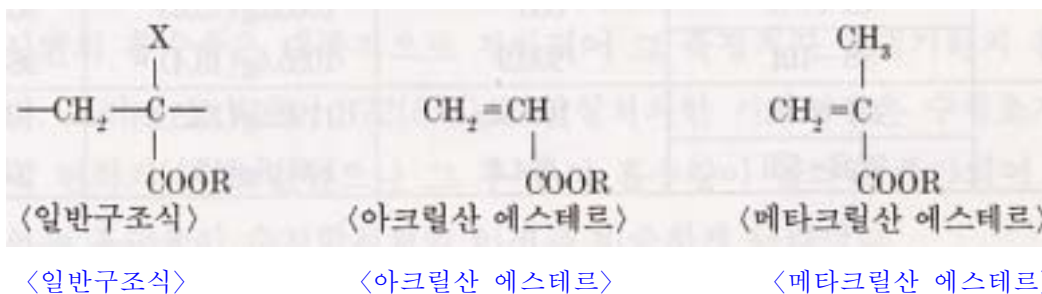 X
CH₃
—CH₂—C— CH₂=CH CH₂=C
COOR COOR COOR
〈일반구조식〉 〈아크릴산 에스테르〉 〈메타크릴산 에스테르〉
〈일반구조식〉 〈아크릴산 에스테르〉 〈메타크릴산 에스테르〉